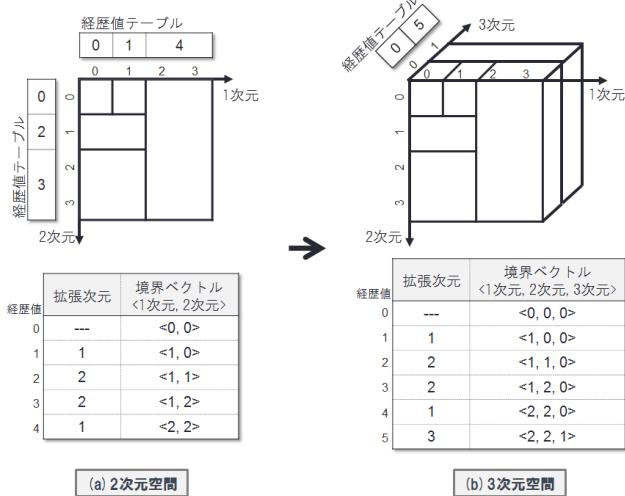 経歴値テーブル
0 1 4
0 1 2 3
1次元
経歴値テーブル
0
2
3
0
1
2
3
2次元
経歴値 拡張次元 境界ベクトル
<1次元, 2次元>
0 --- <0, 0>
1 1 <1, 0>
2 2 <1, 1>
3 2 <1, 2>
4 1 <2, 2>
(a) 2次元空間
経歴値テーブル
0 5
3次元
0 1
0 1 2 3
1次元
0
1
2
3
2次元
経歴値 拡張次元 境界ベクトル
<1次元, 2次元, 3次元>
0 --- <0, 0, 0>
1 1 <1, 0, 0>
2 2 <1, 1, 0>
3 2 <1, 2, 0>
4 1 <2, 2, 0>
5 3 <2, 2, 1>
(b) 3次元空間